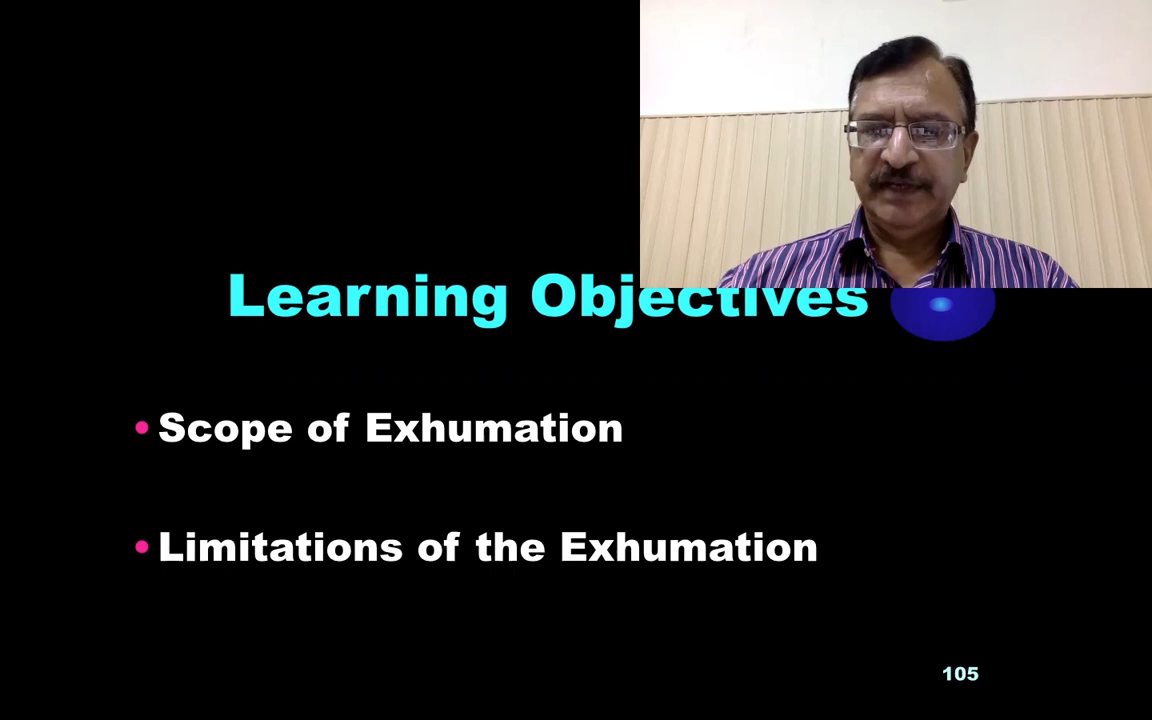 Learning Objectives
• Scope of Exhumation
• Limitations of the Exhumation
105